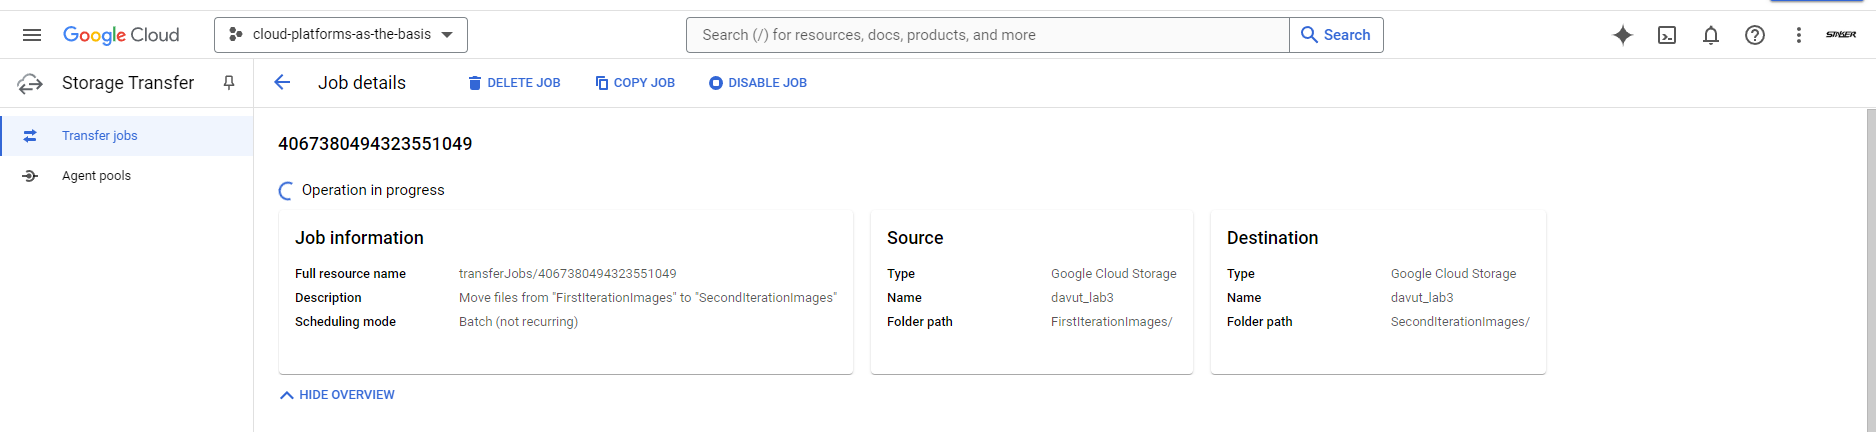 Google Cloud
cloud-platforms-as-the-basis
Search (/) for resources, docs, products, and more
Search
Storage Transfer
Job details
DELETE JOB
COPY JOB
DISABLE JOB
Transfer jobs
Agent pools
4067380494323551049
Operation in progress
Job information
Full resource name transferJobs/4067380494323551049
Description Move files from "FirstIterationImages" to "SecondIterationImages"
Scheduling mode Batch (not recurring)
Source
Type Google Cloud Storage
Name davut_lab3
Folder path FirstIterationImages/
Destination
Type Google Cloud Storage
Name davut_lab3
Folder path SecondIterationImages/
HIDE OVERVIEW